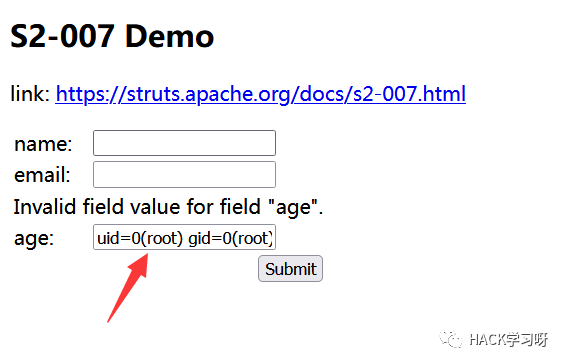 S2-007 Demo
link: https://struts.apache.org/docs/s2-007.html
name:
email:
Invalid field value for field "age".
age: uid=0(root) gid=0(root)
Submit
HACK学习呀